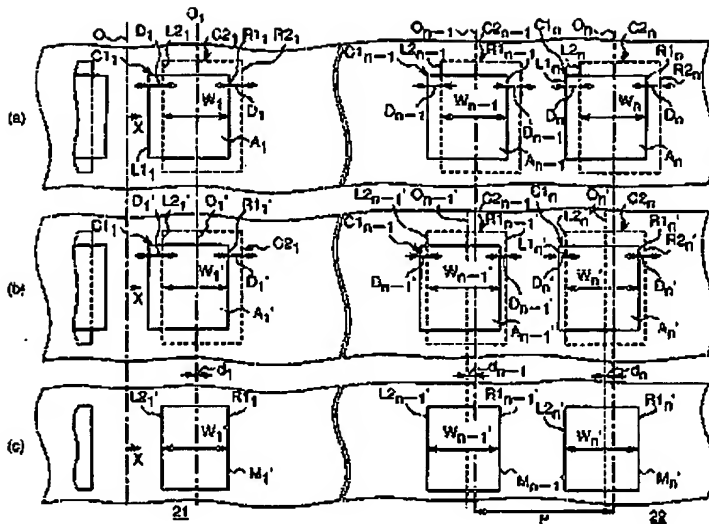 O O₁ Oₙ₋₁ Oₙ
D₁ L2₁ C2₁ R1₁ R2₁ L2ₙ₋₁ C2ₙ₋₁ C1ₙ L2ₙ C2ₙ
C1₁ C1ₙ₋₁ R1ₙ₋₁ L1ₙ R1ₙ R2ₙ
(a) X W₁ D₁ Dₙ₋₁ Wₙ₋₁ Dₙ₋₁ Dₙ Wₙ Dₙ
L1₁ A₁ Aₙ₋₁ Aₙ
D₁' L2₁' O₁' R1₁' L2ₙ₋₁' Oₙ₋₁' C2ₙ₋₁ C1ₙ L2ₙ' Oₙ' C2ₙ
C1₁ C2₁ C1ₙ₋₁ R1ₙ₋₁' L1ₙ' R1ₙ' R2ₙ'
(b) X W₁' D₁' Dₙ₋₁' Wₙ₋₁' Dₙ₋₁' Dₙ' Wₙ' Dₙ'
A₁' Aₙ₋₁' Aₙ'
d₁ dₙ₋₁ dₙ
L2₁' R1₁' L2ₙ₋₁' R1ₙ₋₁' L2ₙ' R1ₙ'
(c) X W₁' Wₙ₋₁' Wₙ'
M₁' Mₙ₋₁' Mₙ'
21 P